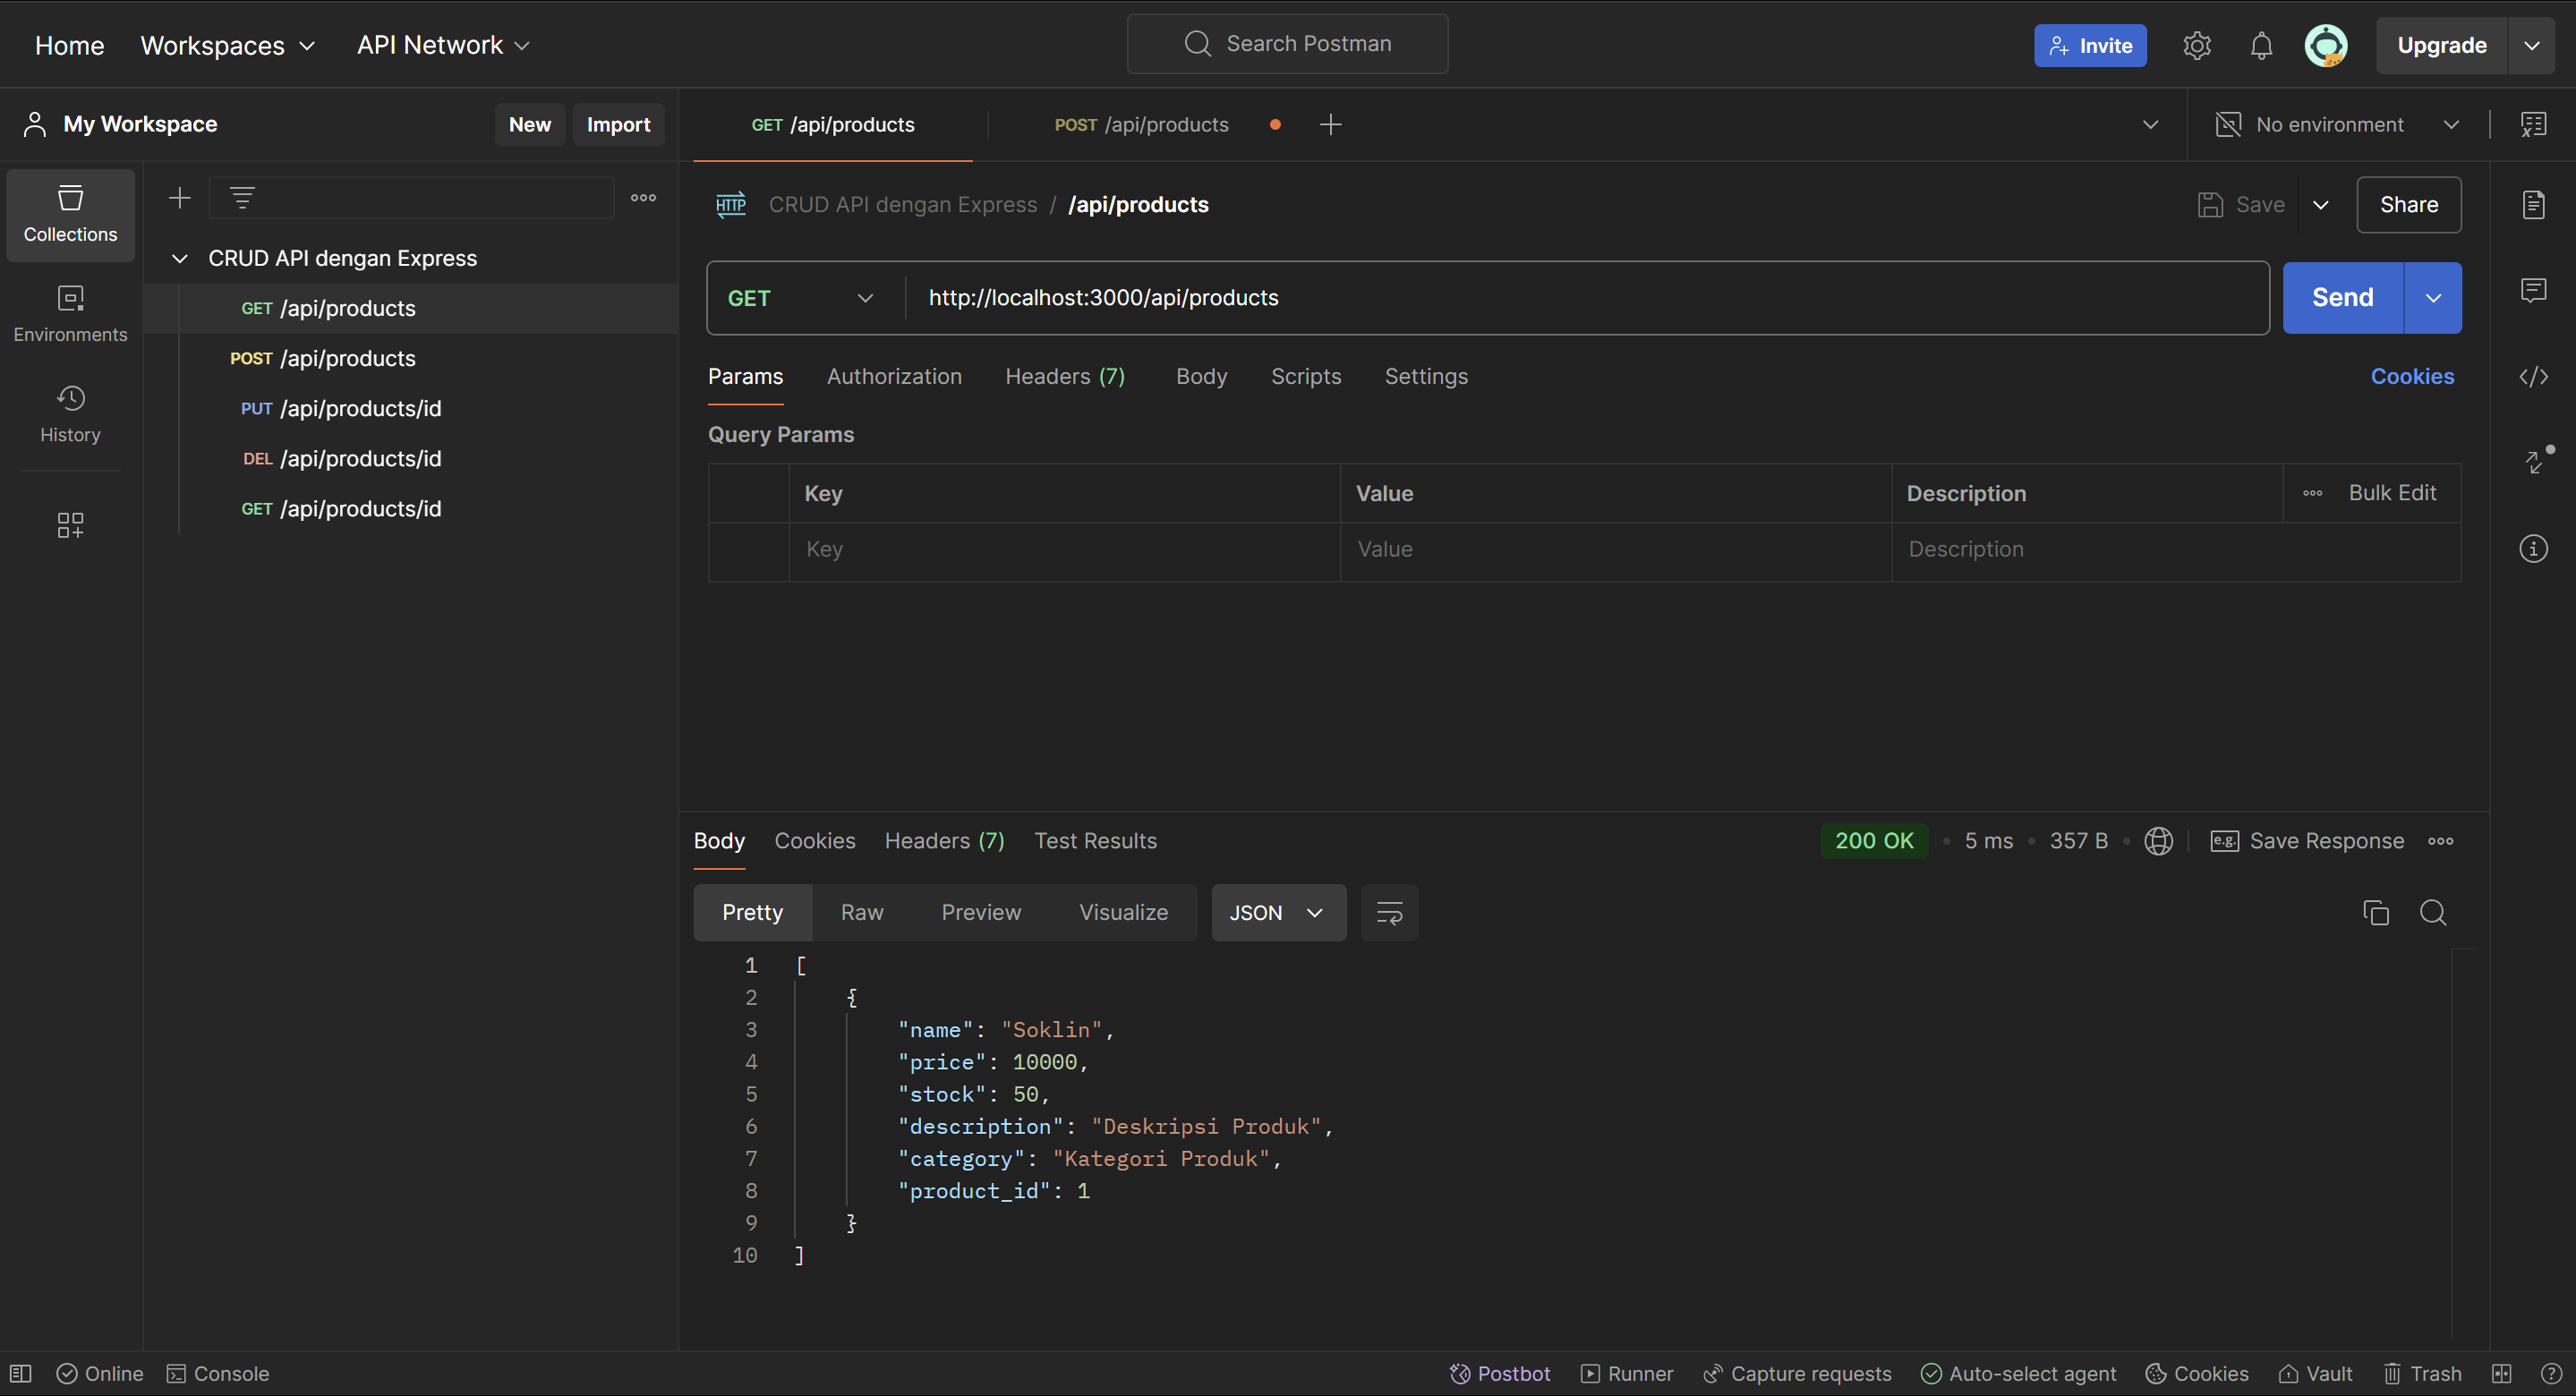 Home Workspaces API Network Search Postman Invite Upgrade
My Workspace New Import GET /api/products POST /api/products No environment
Collections
Environments
History
CRUD API dengan Express
GET /api/products
POST /api/products
PUT /api/products/id
DEL /api/products/id
GET /api/products/id
HTTP CRUD API dengan Express / /api/products Save Share
GET http://localhost:3000/api/products Send
Params Authorization Headers (7) Body Scripts Settings Cookies
Query Params
Key Value Description Bulk Edit
Key Value Description
Body Cookies Headers (7) Test Results 200 OK 5 ms 357 B e.g. Save Response
Pretty Raw Preview Visualize JSON
1 [
2 {
3 "name": "Soklin",
4 "price": 10000,
5 "stock": 50,
6 "description": "Deskripsi Produk",
7 "category": "Kategori Produk",
8 "product_id": 1
9 }
10 ]
Online Console Postbot Runner Capture requests Auto-select agent Cookies Vault Trash